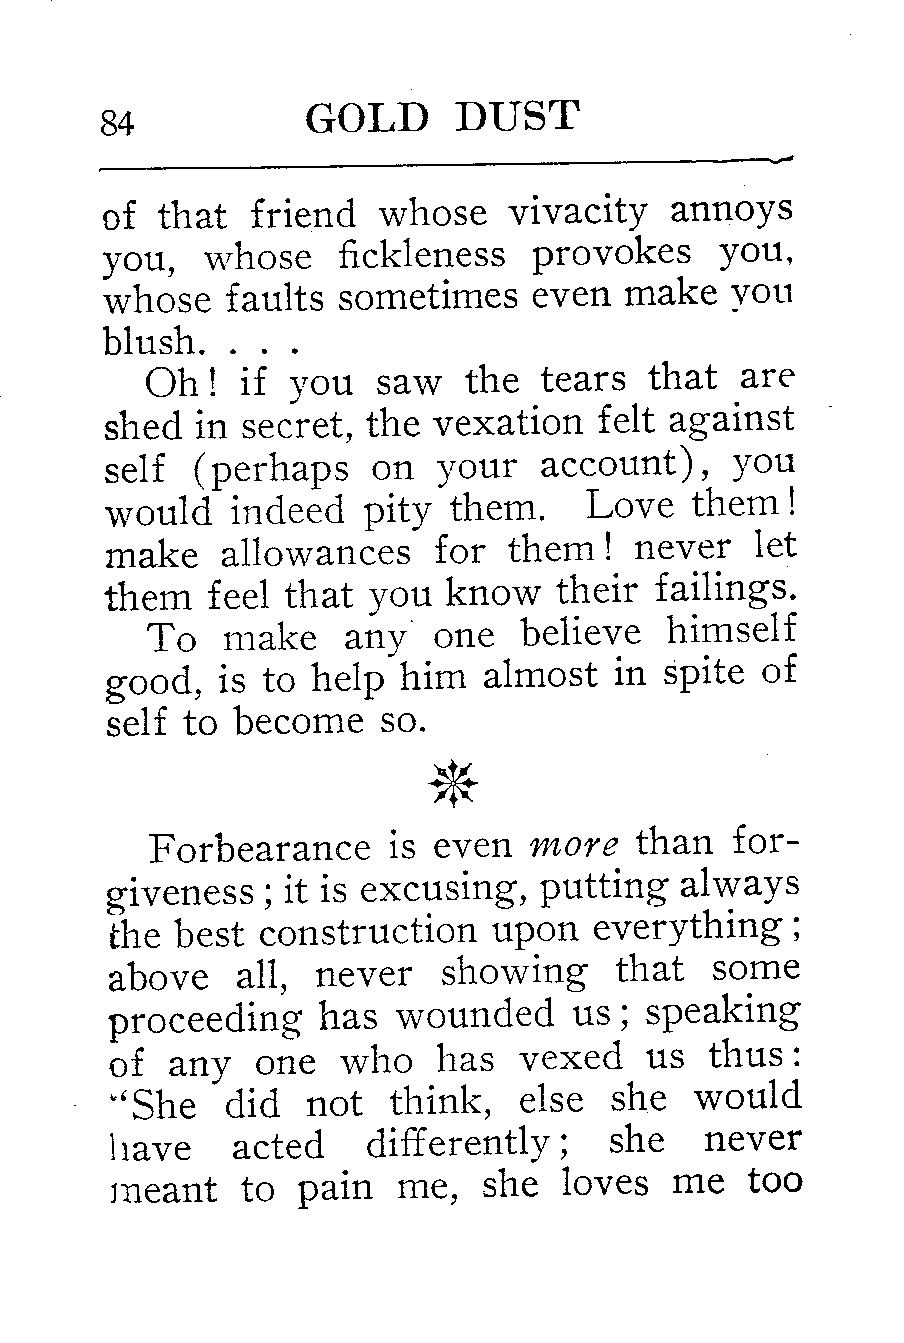 84 GOLD DUST
of that friend whose vivacity annoys
you, whose fickleness provokes you,
whose faults sometimes even make you
blush. . . .
Oh! if you saw the tears that are
shed in secret, the vexation felt against
self (perhaps on your account), you
would indeed pity them. Love them!
make allowances for them! never let
them feel that you know their failings.
To make any one believe himself
good, is to help him almost in spite of
self to become so.
Forbearance is even more than for-
giveness; it is excusing, putting always
the best construction upon everything;
above all, never showing that some
proceeding has wounded us; speaking
of any one who has vexed us thus:
"She did not think, else she would
have acted differently; she never
meant to pain me, she loves me too